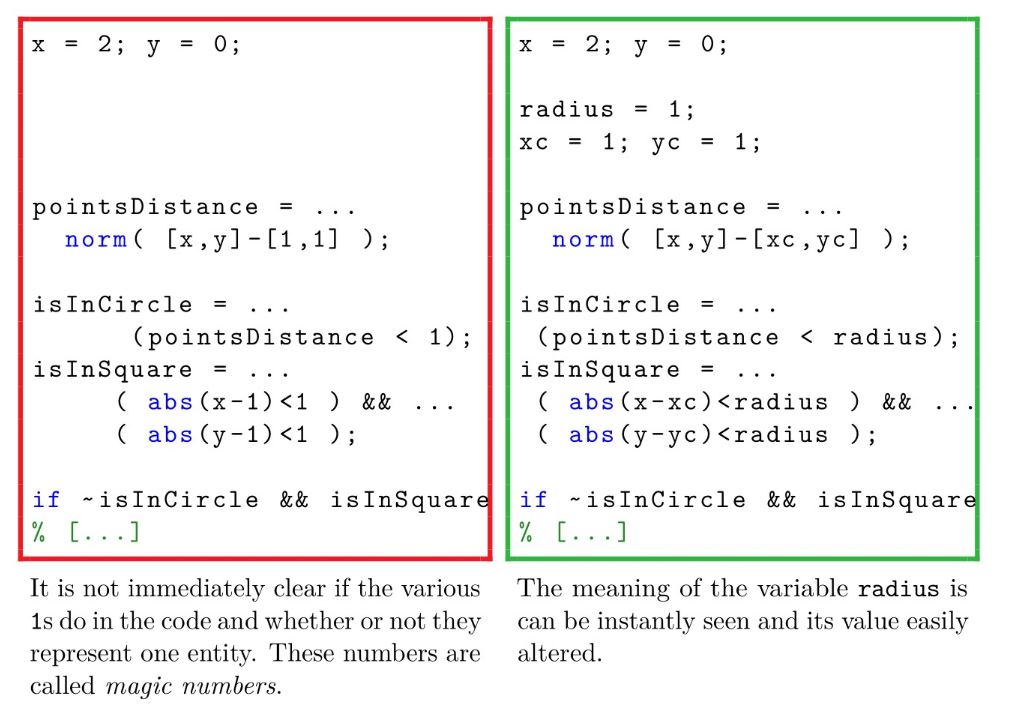 x = 2; y = 0;
pointsDistance = ...
norm( [x,y]-[1,1] );
isInCircle = ...
(pointsDistance < 1);
isInSquare = ...
( abs(x-1)<1 ) && ...
( abs(y-1)<1 );
if ~isInCircle && isInSquare
% [...]
It is not immediately clear if the various
1s do in the code and whether or not they
represent one entity. These numbers are
called magic numbers.
x = 2; y = 0;
radius = 1;
xc = 1; yc = 1;
pointsDistance = ...
norm( [x,y]-[xc,yc] );
isInCircle = ...
(pointsDistance < radius);
isInSquare = ...
( abs(x-xc)<radius ) && ...
( abs(y-yc)<radius );
if ~isInCircle && isInSquare
% [...]
The meaning of the variable radius is
can be instantly seen and its value easily
altered.